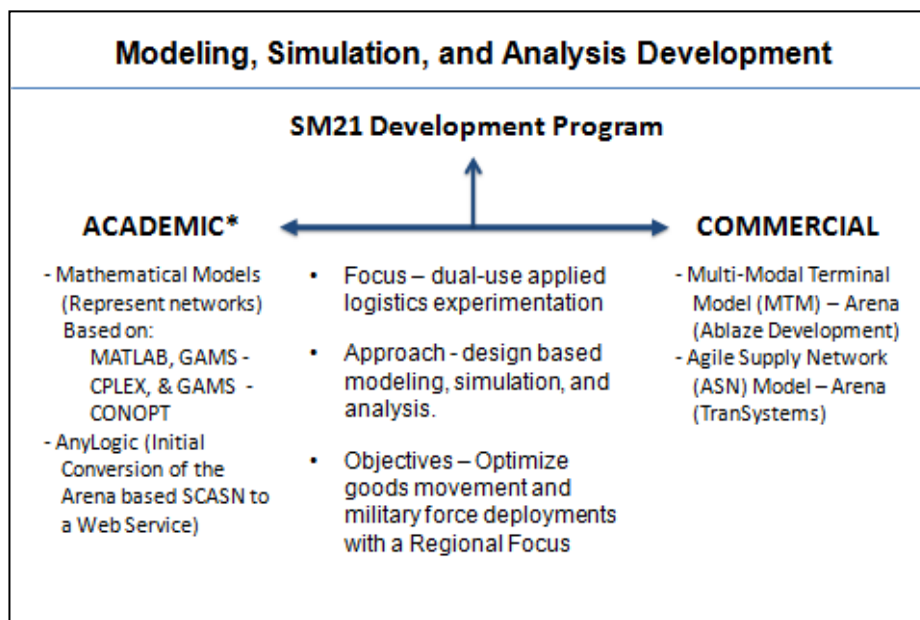 Modeling, Simulation, and Analysis Development
SM21 Development Program
ACADEMIC*
- Mathematical Models
(Represent networks)
Based on:
MATLAB, GAMS -
CPLEX, & GAMS -
CONOPT
- AnyLogic (Initial
Conversion of the
Arena based SCASN to
a Web Service)
• Focus – dual-use applied
logistics experimentation
• Approach - design based
modeling, simulation, and
analysis.
• Objectives – Optimize
goods movement and
military force deployments
with a Regional Focus
COMMERCIAL
- Multi-Modal Terminal
Model (MTM) – Arena
(Ablaze Development)
- Agile Supply Network
(ASN) Model – Arena
(TranSystems)